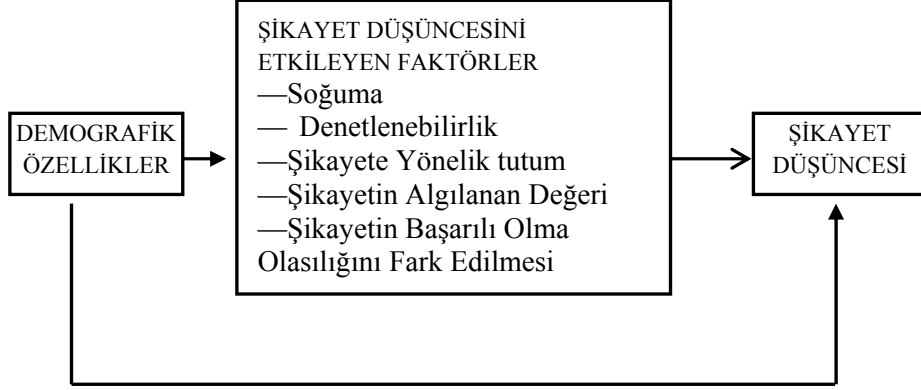 DEMOGRAFİK
ÖZELLİKLER
ŞİKAYET DÜŞÜNCESİNİ
ETKİLEYEN FAKTÖRLER
—Soğuma
— Denetlenebilirlik
—Şikayete Yönelik tutum
—Şikayetin Algılanan Değeri
—Şikayetin Başarılı Olma
Olasılığını Fark Edilmesi
ŞİKAYET
DÜŞÜNCESİ